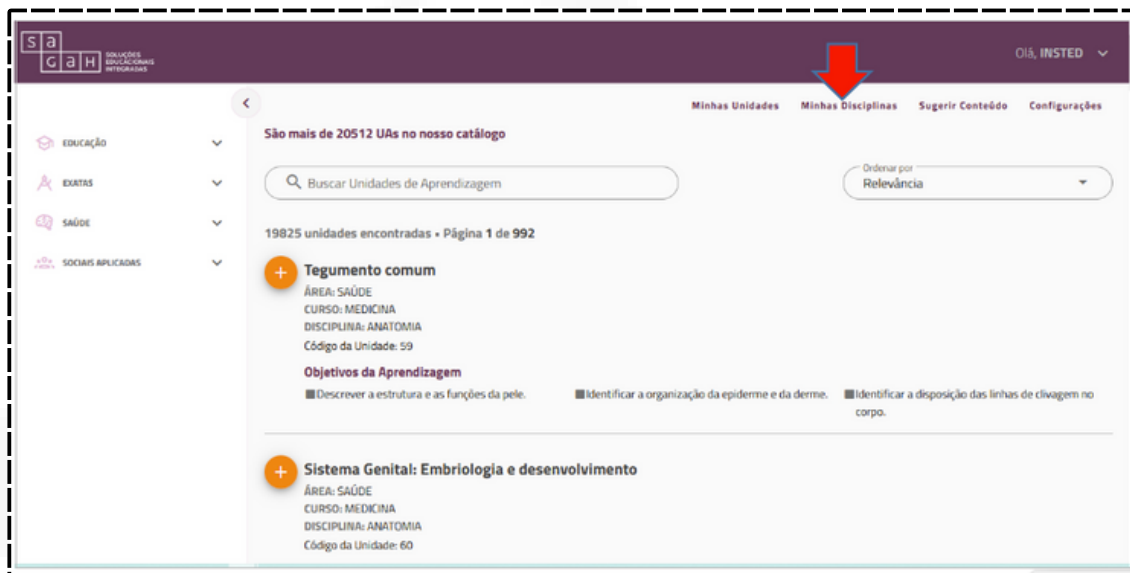 sa
GaH SOLUÇÕES EDUCACIONAIS INTEGRADAS
Olá, INSTED
Minhas Unidades Minhas Disciplinas Sugerir Conteúdo Configurações
São mais de 20512 UAs no nosso catálogo
EDUCAÇÃO
EXATAS
SAÚDE
SOCIAIS APLICADAS
Buscar Unidades de Aprendizagem
Ordenar por
Relevância
19825 unidades encontradas • Página 1 de 992
Tegumento comum
ÁREA: SAÚDE
CURSO: MEDICINA
DISCIPLINA: ANATOMIA
Código da Unidade: 59
Objetivos da Aprendizagem
Descrever a estrutura e as funções da pele.
Identificar a organização da epiderme e da derme.
Identificar a disposição das linhas de clivagem no
corpo.
Sistema Genital: Embriologia e desenvolvimento
ÁREA: SAÚDE
CURSO: MEDICINA
DISCIPLINA: ANATOMIA
Código da Unidade: 60